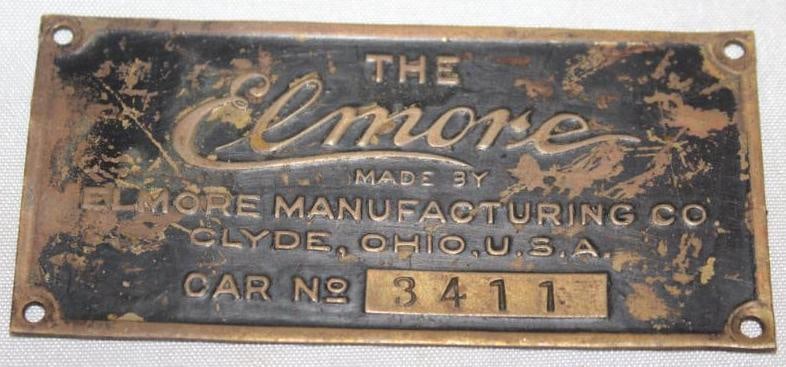 THE
Elmore
MADE BY
ELMORE MANUFACTURING CO
CLYDE, OHIO, U.S.A.
CAR Nº 3411